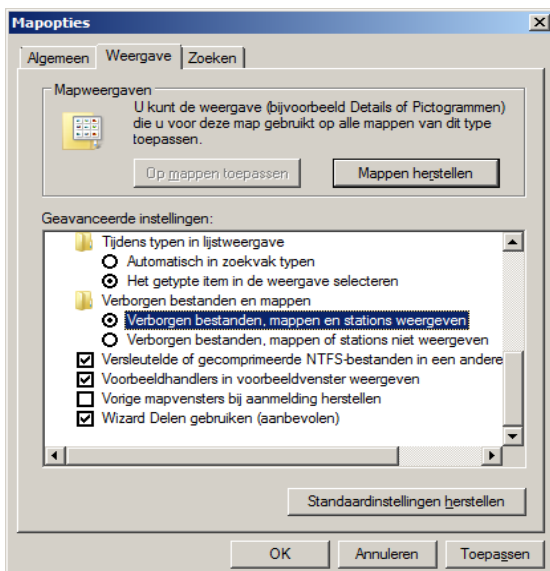 Mapopties
Algemeen Weergave Zoeken
Mapweergaven
U kunt de weergave (bijvoorbeeld Details of Pictogrammen)
die u voor deze map gebruikt op alle mappen van dit type
toepassen.
Op mappen toepassen Mappen herstellen
Geavanceerde instellingen:
Tijdens typen in lijstweergave
Automatisch in zoekvak typen
Het getypte item in de weergave selecteren
Verborgen bestanden en mappen
Verborgen bestanden, mappen en stations weergeven
Verborgen bestanden, mappen of stations niet weergeven
Versleutelde of gecomprimeerde NTFS-bestanden in een andere
Voorbeeldhandlers in voorbeeldvenster weergeven
Vorige mapvensters bij aanmelding herstellen
Wizard Delen gebruiken (aanbevolen)
Standaardinstellingen herstellen
OK Annuleren Toepassen